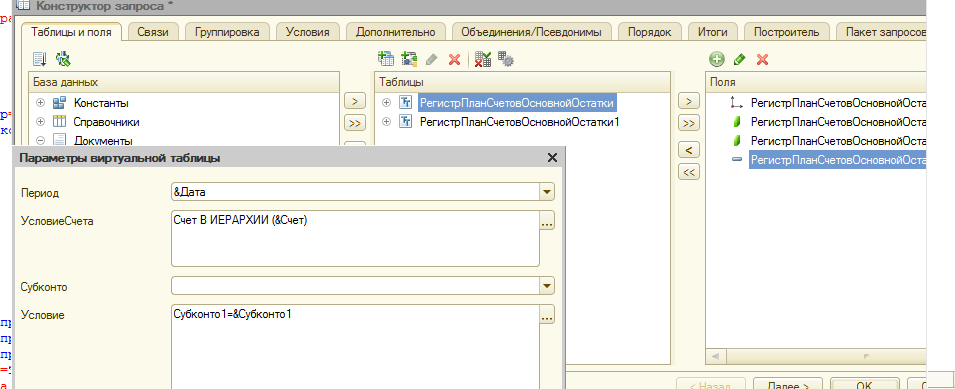 Конструктор запроса *
Таблицы и поля
Связи
Группировка
Условия
Дополнительно
Объединения/Псевдонимы
Порядок
Итоги
Построитель
Пакет запросов
База данных
Таблицы
Поля
Константы
Справочники
Документы
>
>>
РегистрПланСчетовОсновнойОстатки
РегистрПланСчетовОсновнойОстатки1
>
>>
<
<<
РегистрПланСчетовОсновнойОста
РегистрПланСчетовОсновнойОста
РегистрПланСчетовОсновнойОста
РегистрПланСчетовОсновнойОста
Параметры виртуальной таблицы
Период
&Дата
УсловиеСчета
Счет В ИЕРАРХИИ (&Счет)
...
Субконто
Условие
Субконто1=&Субконто1
...
< Назад
Далее >
OK